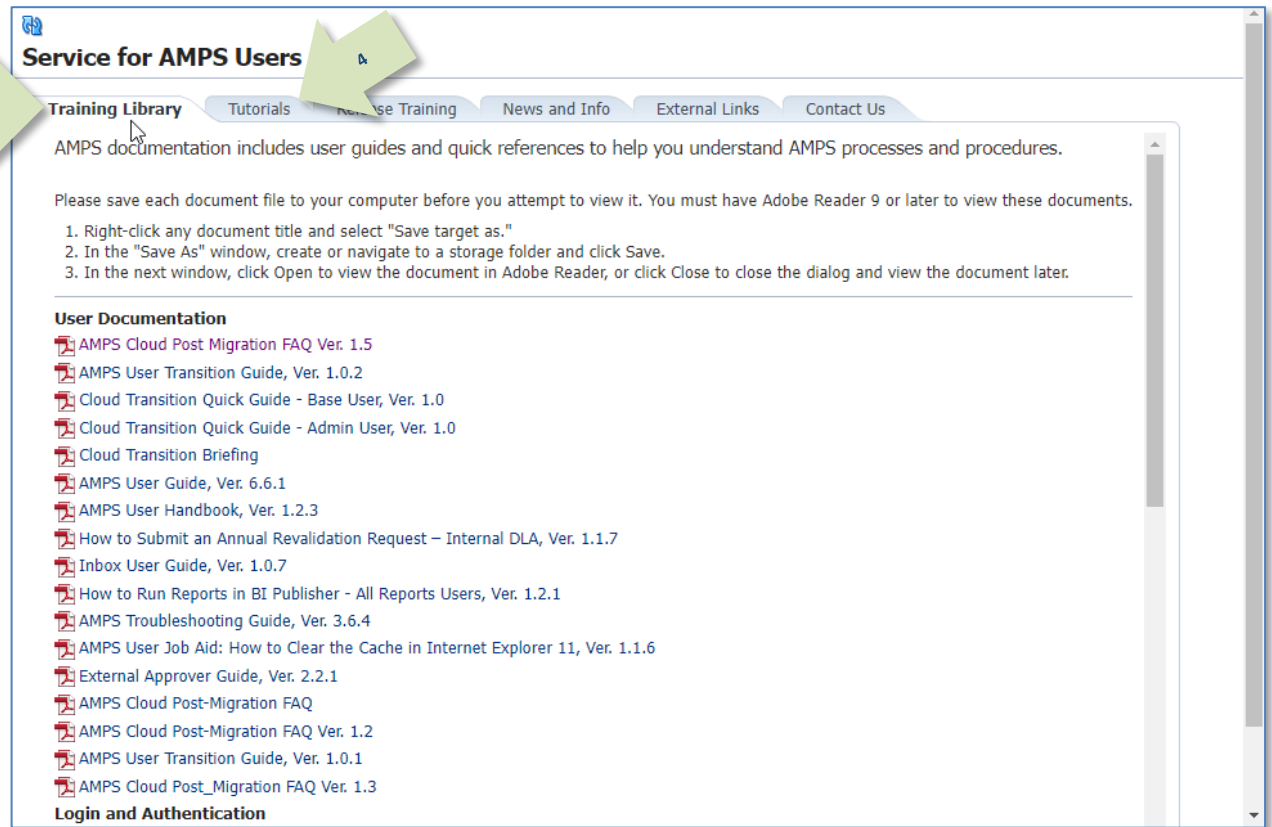 Service for AMPS Users
4
Training Library Tutorials Release Training News and Info External Links Contact Us
AMPS documentation includes user guides and quick references to help you understand AMPS processes and procedures.
Please save each document file to your computer before you attempt to view it. You must have Adobe Reader 9 or later to view these documents.
1. Right-click any document title and select "Save target as."
2. In the "Save As" window, create or navigate to a storage folder and click Save.
3. In the next window, click Open to view the document in Adobe Reader, or click Close to close the dialog and view the document later.
User Documentation
AMPS Cloud Post Migration FAQ Ver. 1.5
AMPS User Transition Guide, Ver. 1.0.2
Cloud Transition Quick Guide - Base User, Ver. 1.0
Cloud Transition Quick Guide - Admin User, Ver. 1.0
Cloud Transition Briefing
AMPS User Guide, Ver. 6.6.1
AMPS User Handbook, Ver. 1.2.3
How to Submit an Annual Revalidation Request – Internal DLA, Ver. 1.1.7
Inbox User Guide, Ver. 1.0.7
How to Run Reports in BI Publisher - All Reports Users, Ver. 1.2.1
AMPS Troubleshooting Guide, Ver. 3.6.4
AMPS User Job Aid: How to Clear the Cache in Internet Explorer 11, Ver. 1.1.6
External Approver Guide, Ver. 2.2.1
AMPS Cloud Post-Migration FAQ
AMPS Cloud Post-Migration FAQ Ver. 1.2
AMPS User Transition Guide, Ver. 1.0.1
AMPS Cloud Post_Migration FAQ Ver. 1.3
Login and Authentication